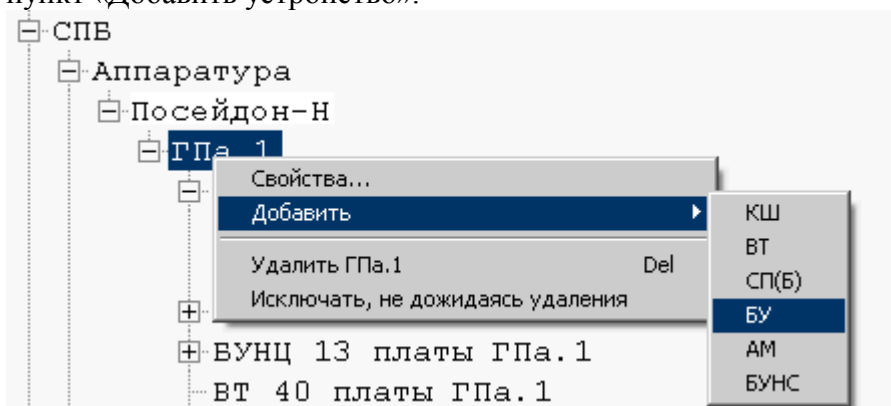 пункт «Добавить устройство».
СПБ
Аппаратура
Посейдон-Н
ГПа.1
Свойства...
Добавить
КШ
ВТ
Удалить ГПа.1 Del
СП(Б)
Исключать, не дожидаясь удаления
БУ
БУНЦ 13 платы ГПа.1
АМ
ВТ 40 платы ГПа.1
БУНС